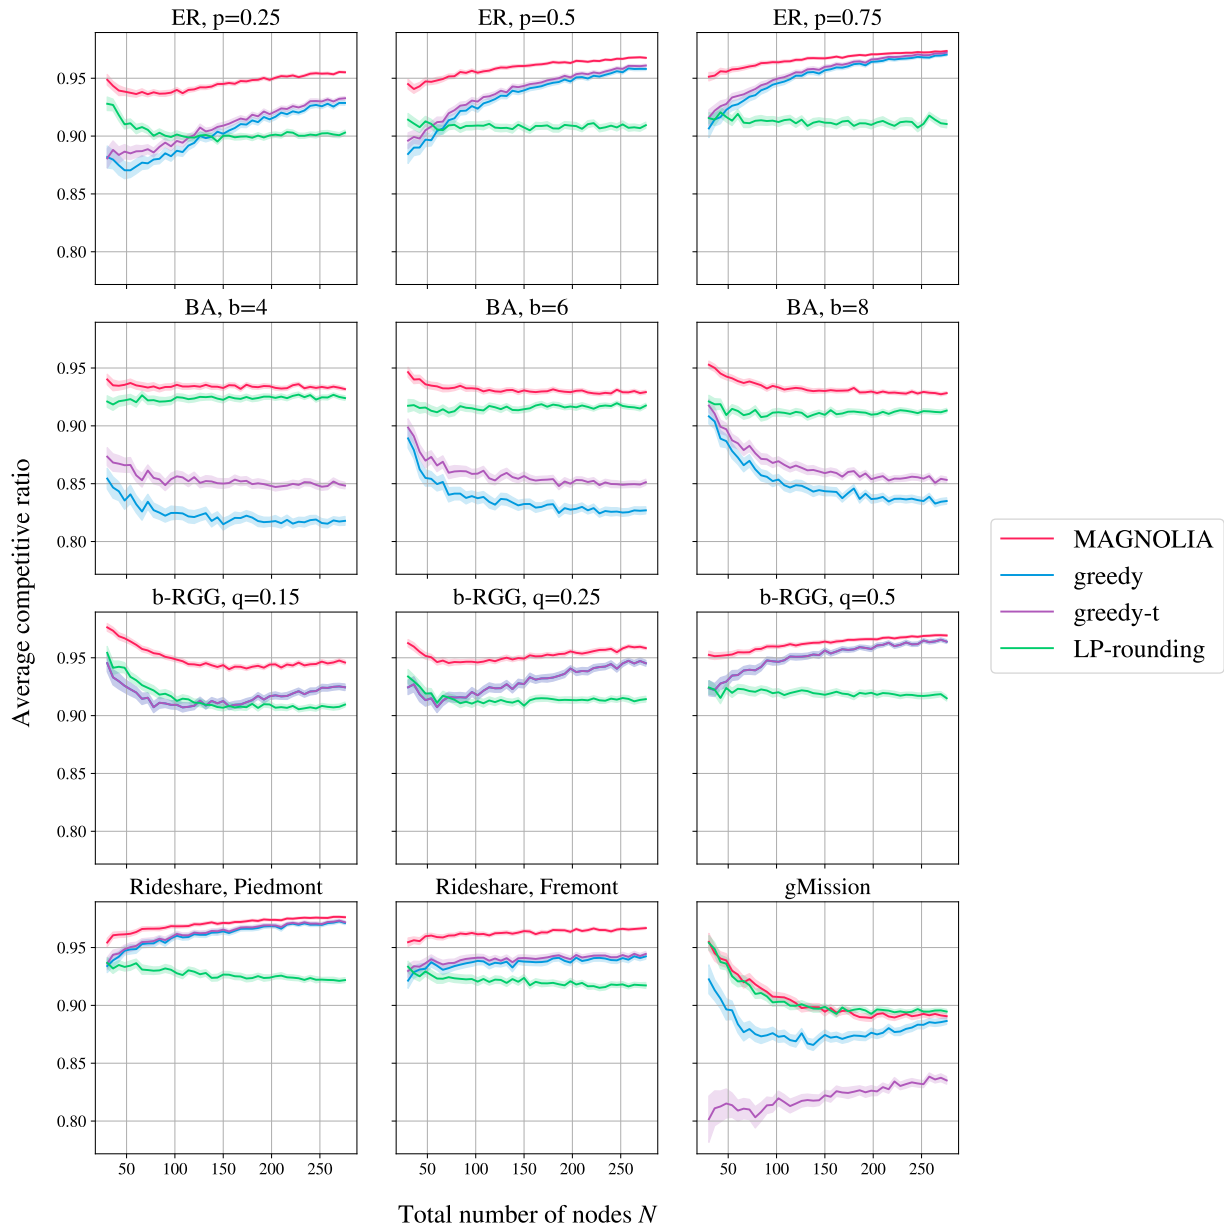 ER, p=0.25
ER, p=0.5
ER, p=0.75
0.95
0.90
0.85
0.80
BA, b=4
BA, b=6
BA, b=8
0.95
0.90
0.85
0.80
b-RGG, q=0.15
b-RGG, q=0.25
b-RGG, q=0.5
0.95
0.90
0.85
0.80
Rideshare, Piedmont
Rideshare, Fremont
gMission
0.95
0.90
0.85
0.80
50 100 150 200 250
50 100 150 200 250
50 100 150 200 250
Average competitive ratio
Total number of nodes N
MAGNOLIA
greedy
greedy-t
LP-rounding